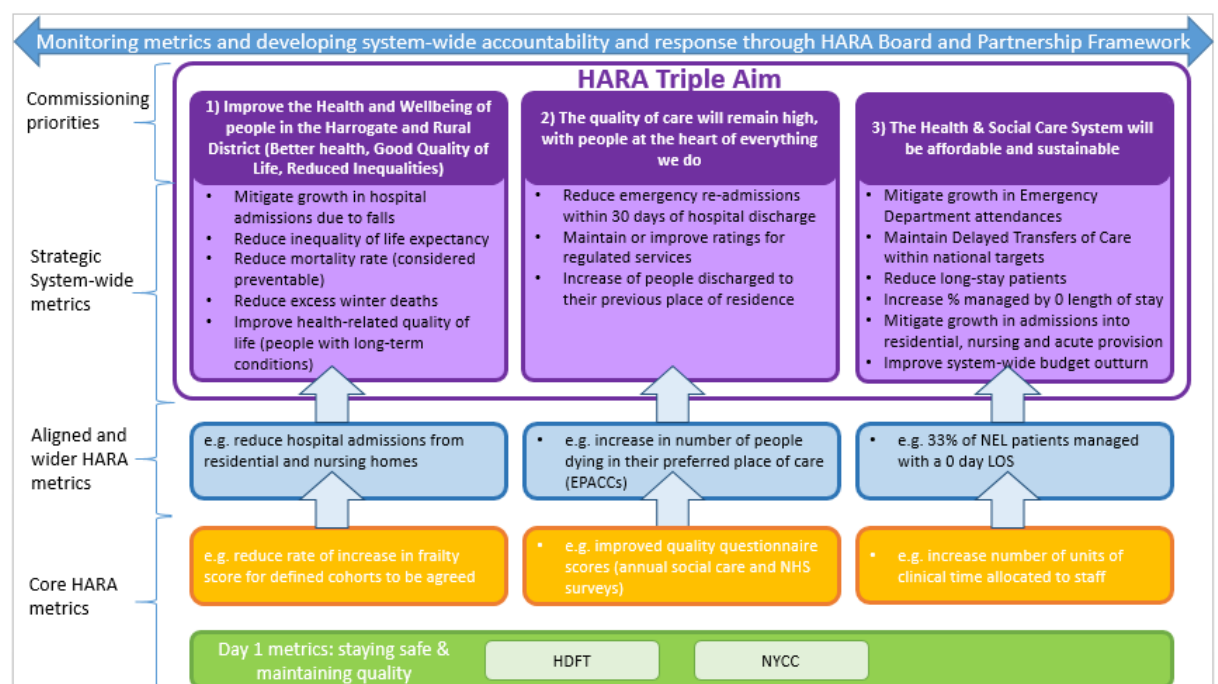 Monitoring metrics and developing system-wide accountability and response through HARA Board and Partnership Framework
HARA Triple Aim
Commissioning
priorities
1) Improve the Health and Wellbeing of
people in the Harrogate and Rural
District (Better health, Good Quality of
Life, Reduced Inequalities)
2) The quality of care will remain high,
with people at the heart of everything
we do
3) The Health & Social Care System will
be affordable and sustainable
Strategic
System-wide
metrics
• Mitigate growth in hospital
admissions due to falls
• Reduce inequality of life expectancy
• Reduce mortality rate (considered
preventable)
• Reduce excess winter deaths
• Improve health-related quality of
life (people with long-term
conditions)
• Reduce emergency re-admissions
within 30 days of hospital discharge
• Maintain or improve ratings for
regulated services
• Increase of people discharged to
their previous place of residence
• Mitigate growth in Emergency
Department attendances
• Maintain Delayed Transfers of Care
within national targets
• Reduce long-stay patients
• Increase % managed by 0 length of stay
• Mitigate growth in admissions into
residential, nursing and acute provision
• Improve system-wide budget outturn
Aligned and
wider HARA
metrics
e.g. reduce hospital admissions from
residential and nursing homes
• e.g. increase in number of people
dying in their preferred place of care
(EPACCs)
• e.g. 33% of NEL patients managed
with a 0 day LOS
Core HARA
metrics
e.g. reduce rate of increase in frailty
score for defined cohorts to be agreed
• e.g. improved quality questionnaire
scores (annual social care and NHS
surveys)
• e.g. increase number of units of
clinical time allocated to staff
Day 1 metrics: staying safe &
maintaining quality
HDFT
NYCC